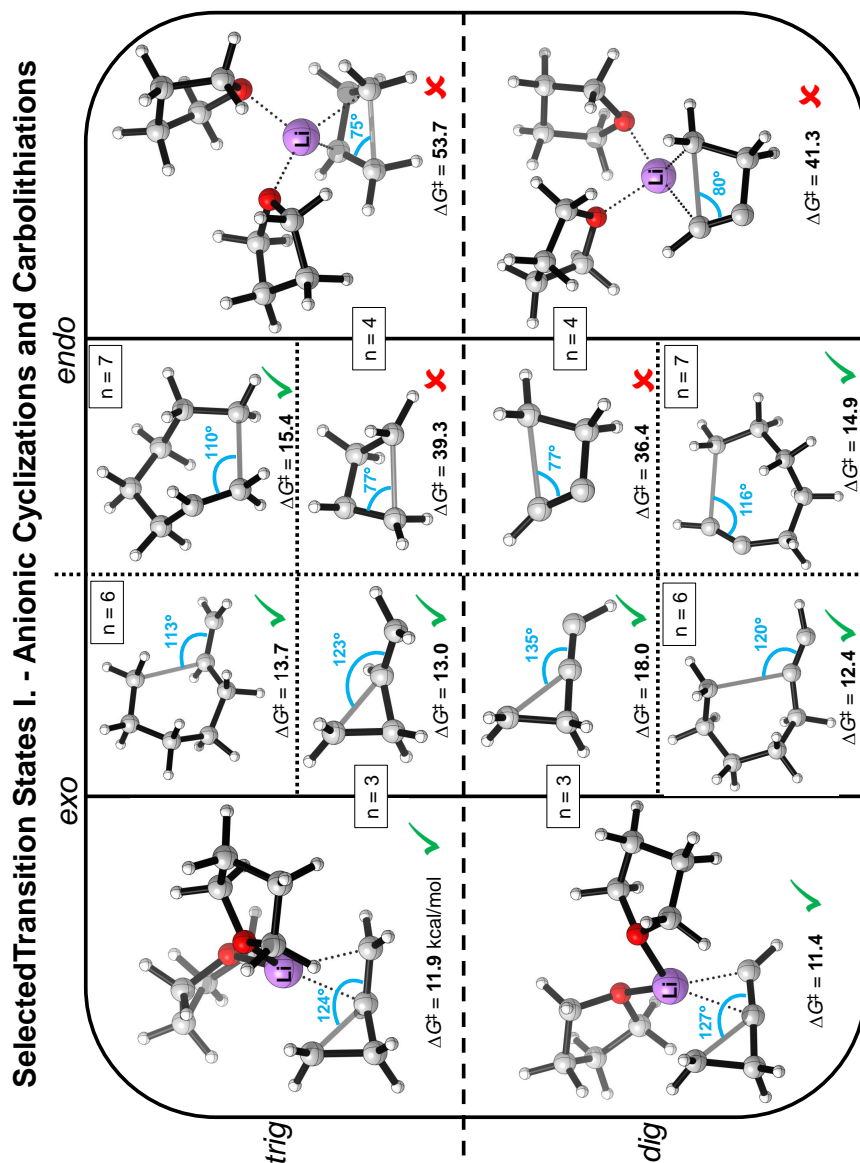 SelectedTransition States I. - Anionic Cyclizations and Carbolithiations
exo
endo
trig
Li
124°
ΔG‡ = 11.9 kcal/mol
n = 3
n = 6
113°
ΔG‡ = 13.7
123°
ΔG‡ = 13.0
n = 7
110°
ΔG‡ = 15.4
77°
ΔG‡ = 39.3
n = 4
Li
75°
ΔG‡ = 53.7
dig
Li
127°
ΔG‡ = 11.4
n = 3
135°
ΔG‡ = 18.0
n = 6
120°
ΔG‡ = 12.4
77°
ΔG‡ = 36.4
n = 4
n = 7
116°
ΔG‡ = 14.9
Li
80°
ΔG‡ = 41.3